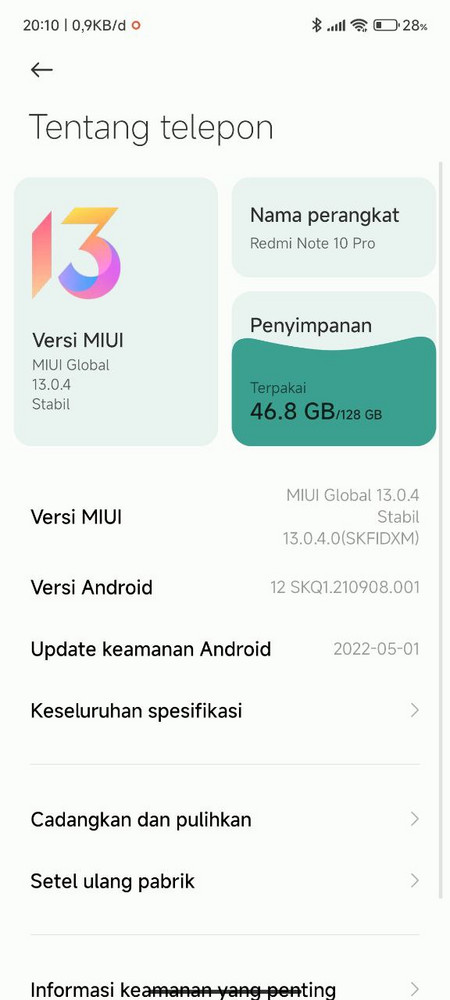 20:10 | 0,9KB/d
28%
Tentang telepon
13
Versi MIUI
MIUI Global
13.0.4
Stabil
Nama perangkat
Redmi Note 10 Pro
Penyimpanan
Terpakai
46.8 GB/128 GB
Versi MIUI
MIUI Global 13.0.4
Stabil
13.0.4.0(SKFIDXM)
Versi Android
12 SKQ1.210908.001
Update keamanan Android
2022-05-01
Keseluruhan spesifikasi
Cadangkan dan pulihkan
Setel ulang pabrik
Informasi keamanan yang penting